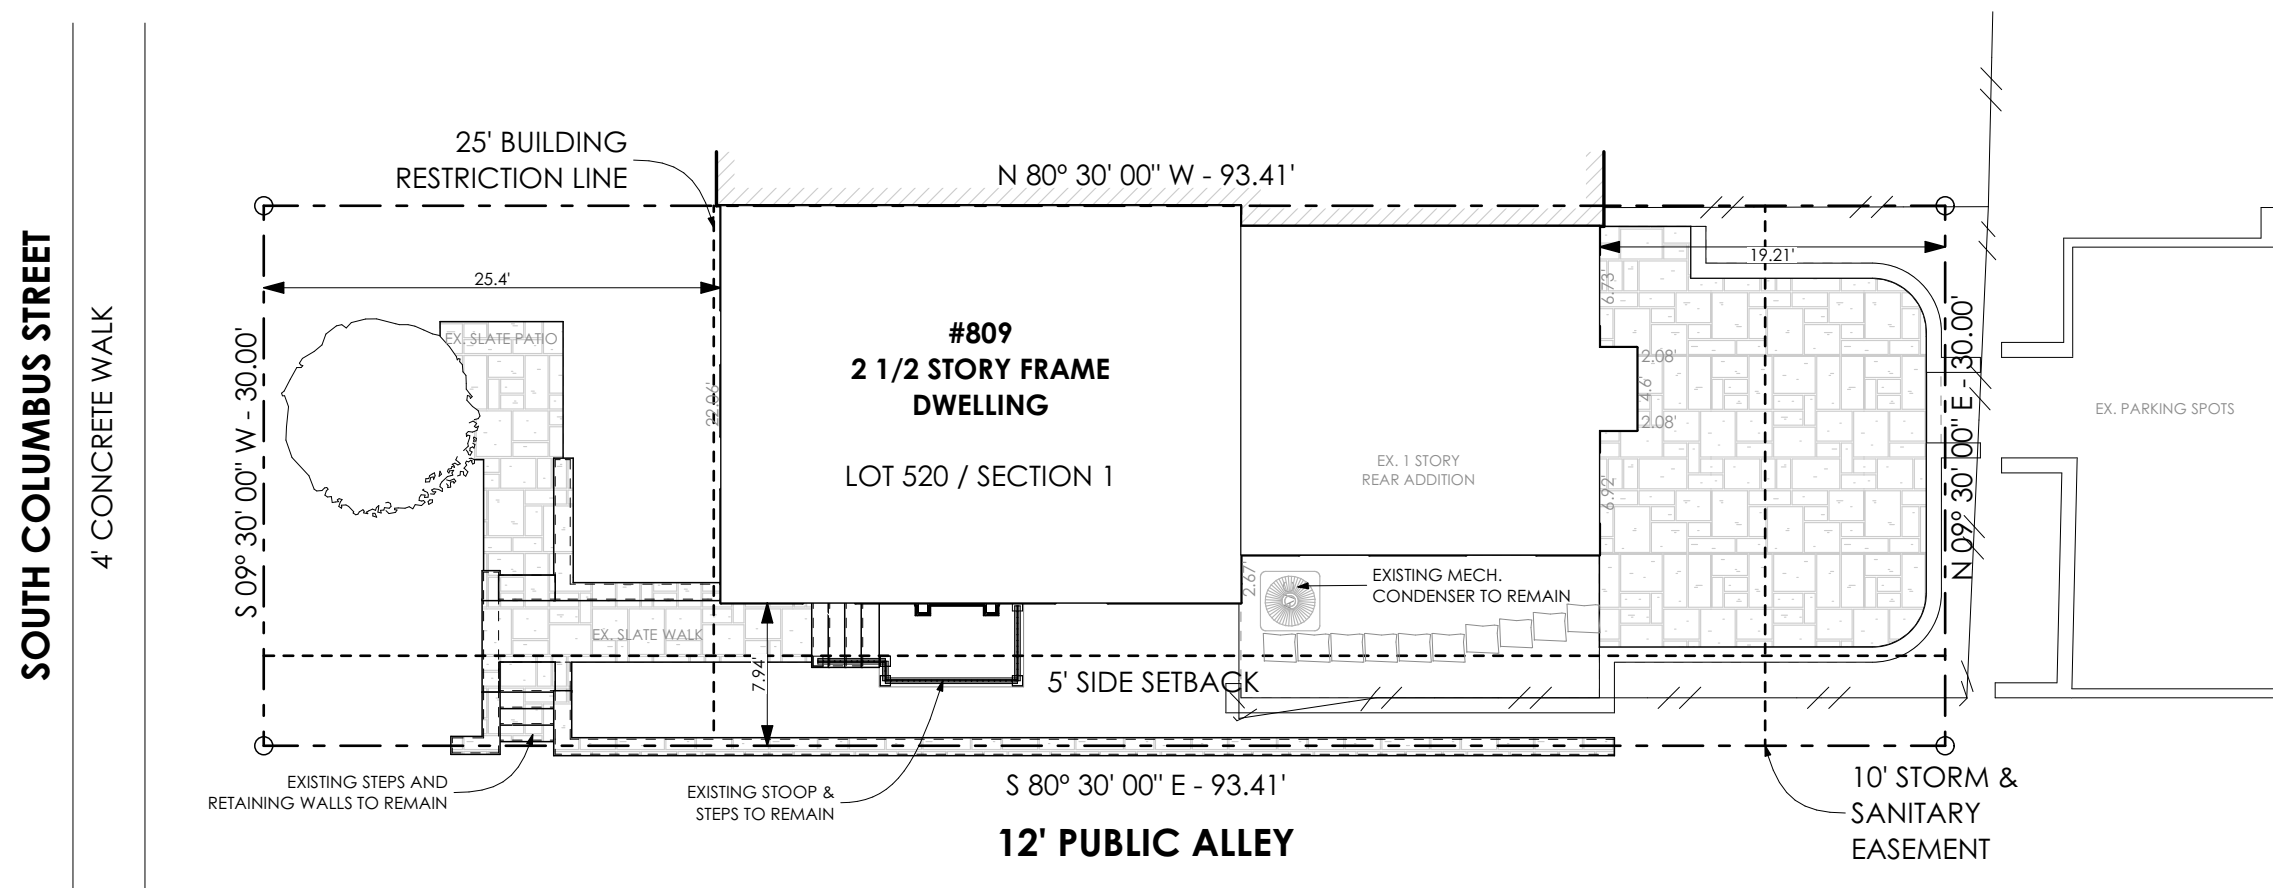 25' BUILDING
RESTRICTION LINE
N 80° 30' 00" W - 93.41'
SOUTH COLUMBUS STREET
4' CONCRETE WALK
S 09° 30' 00" W - 30.00'
25.4'
EX. SLATE PATIO
22.06'
#809
2 1/2 STORY FRAME
DWELLING
LOT 520 / SECTION 1
19.21'
6.73'
2.08'
4.6'
2.08'
6.92'
EX. 1 STORY
REAR ADDITION
N 09° 30' 00" E - 30.00'
EX. PARKING SPOTS
EXISTING MECH.
CONDENSER TO REMAIN
2.67'
EX. SLATE WALK
7.94'
5' SIDE SETBACK
EXISTING STEPS AND
RETAINING WALLS TO REMAIN
EXISTING STOOP &
STEPS TO REMAIN
S 80° 30' 00" E - 93.41'
12' PUBLIC ALLEY
10' STORM &
SANITARY
EASEMENT